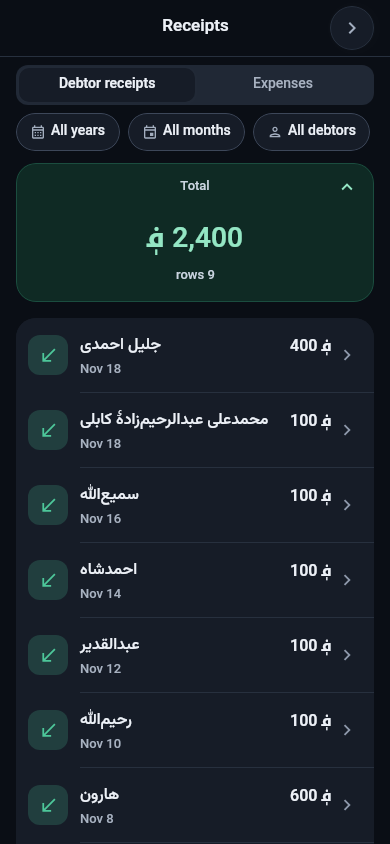 Receipts
Debtor receipts
Expenses
All years
All months
All debtors
Total
؋ 2,400
rows 9
جلیل احمدی
400 ؋
Nov 18
محمدعلی عبدالرحیم‌زادهٔ کابلی
100 ؋
Nov 18
سمیع‌الله
100 ؋
Nov 16
احمدشاه
100 ؋
Nov 14
عبدالقدیر
100 ؋
Nov 12
رحیم‌الله
100 ؋
Nov 10
هارون
600 ؋
Nov 8